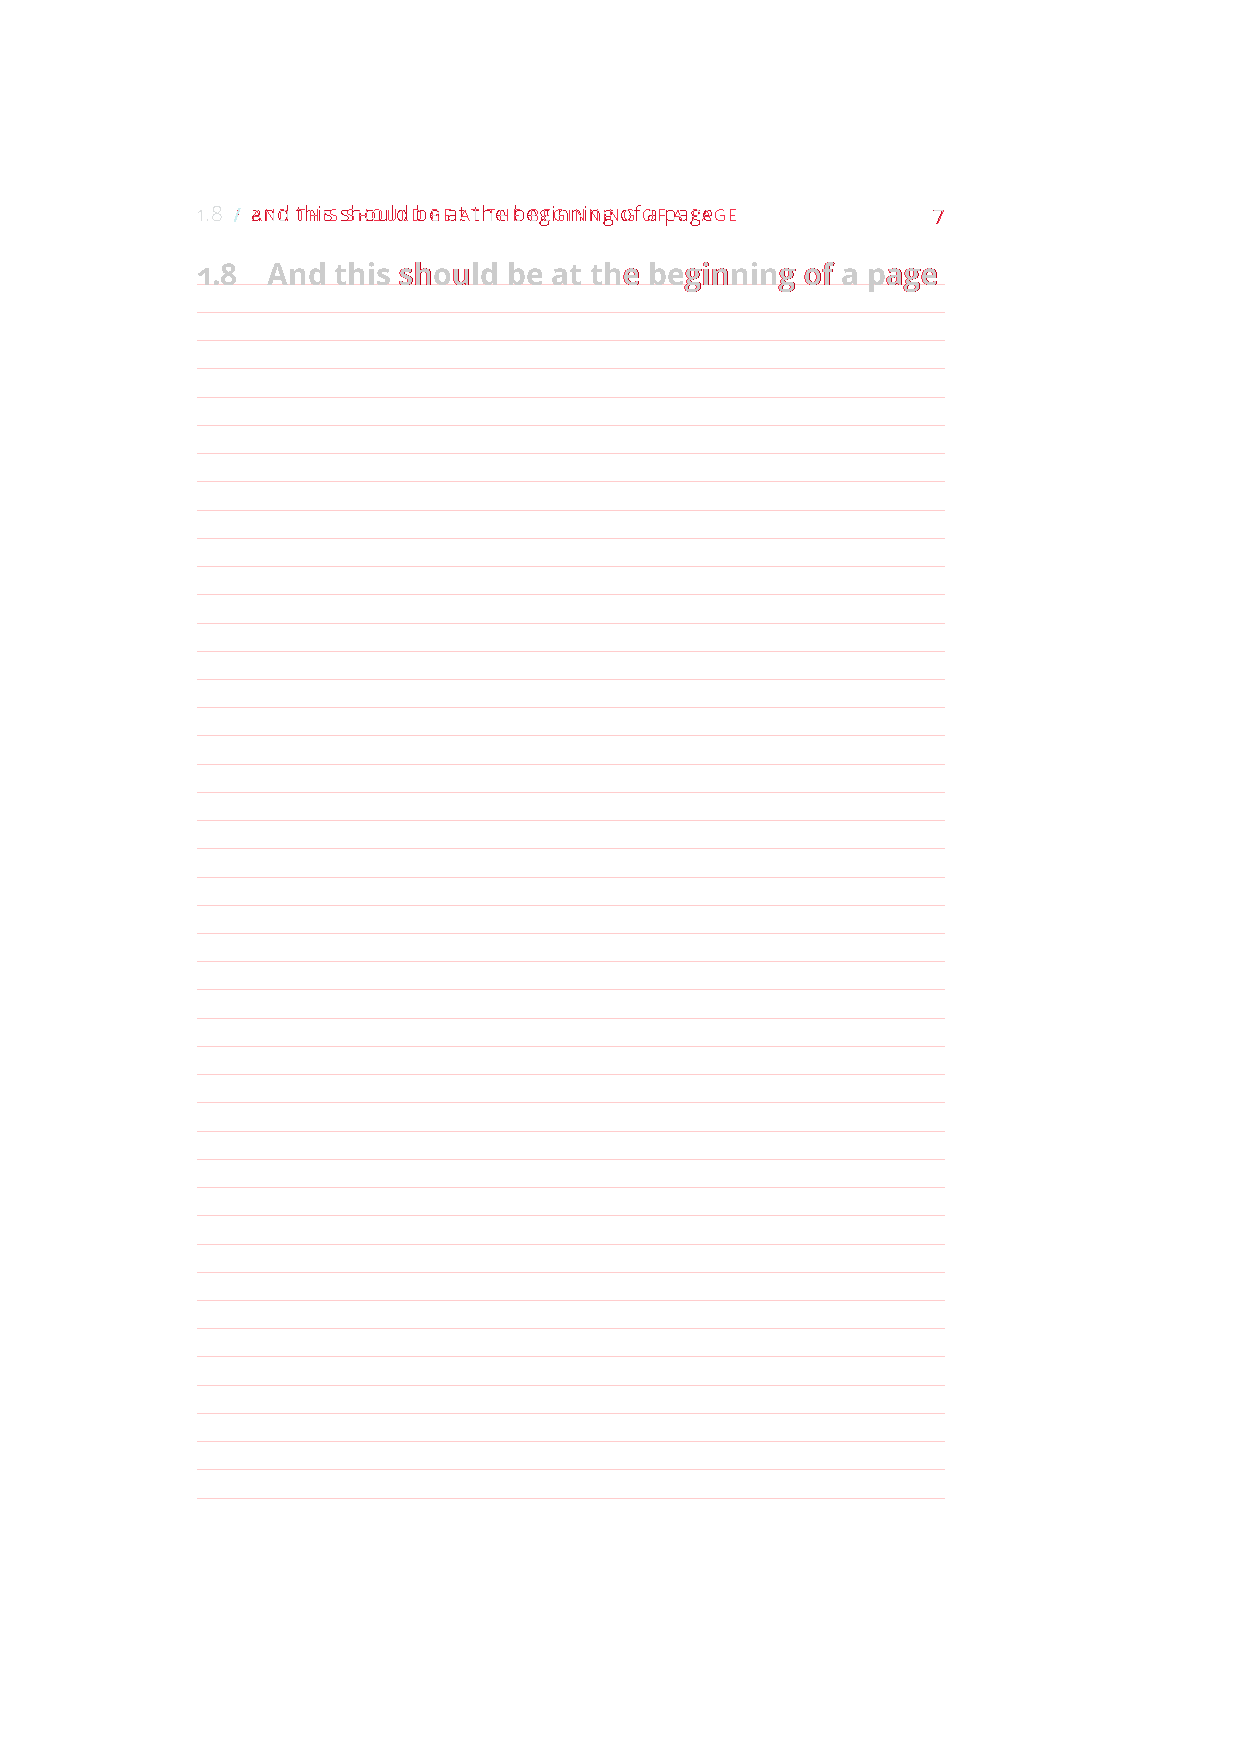 1.8 / and this should be at the beginning of a page 7
1.8 And this should be at the beginning of a page